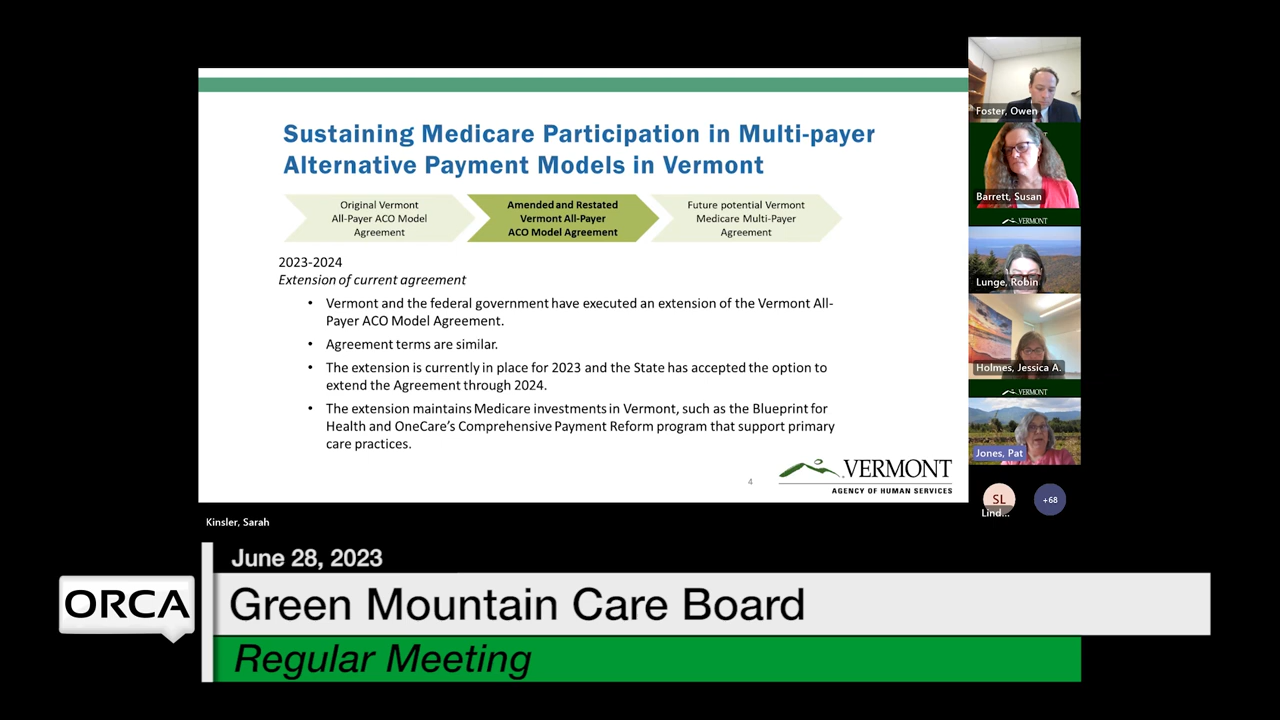 Sustaining Medicare Participation in Multi-payer
Alternative Payment Models in Vermont
Original Vermont
All-Payer ACO Model
Agreement
Amended and Restated
Vermont All-Payer
ACO Model Agreement
Future potential Vermont
Medicare Multi-Payer
Agreement
2023-2024
Extension of current agreement
• Vermont and the federal government have executed an extension of the Vermont All-
Payer ACO Model Agreement.
• Agreement terms are similar.
• The extension is currently in place for 2023 and the State has accepted the option to
extend the Agreement through 2024.
• The extension maintains Medicare investments in Vermont, such as the Blueprint for
Health and OneCare's Comprehensive Payment Reform program that support primary
care practices.
4
VERMONT
AGENCY OF HUMAN SERVICES
Foster, Owen
Barrett, Susan
VERMONT
Lunge, Robin
Holmes, Jessica A.
VERMONT
Jones, Pat
SL
Lind...
+68
Kinsler, Sarah
June 28, 2023
ORCA
Green Mountain Care Board
Regular Meeting